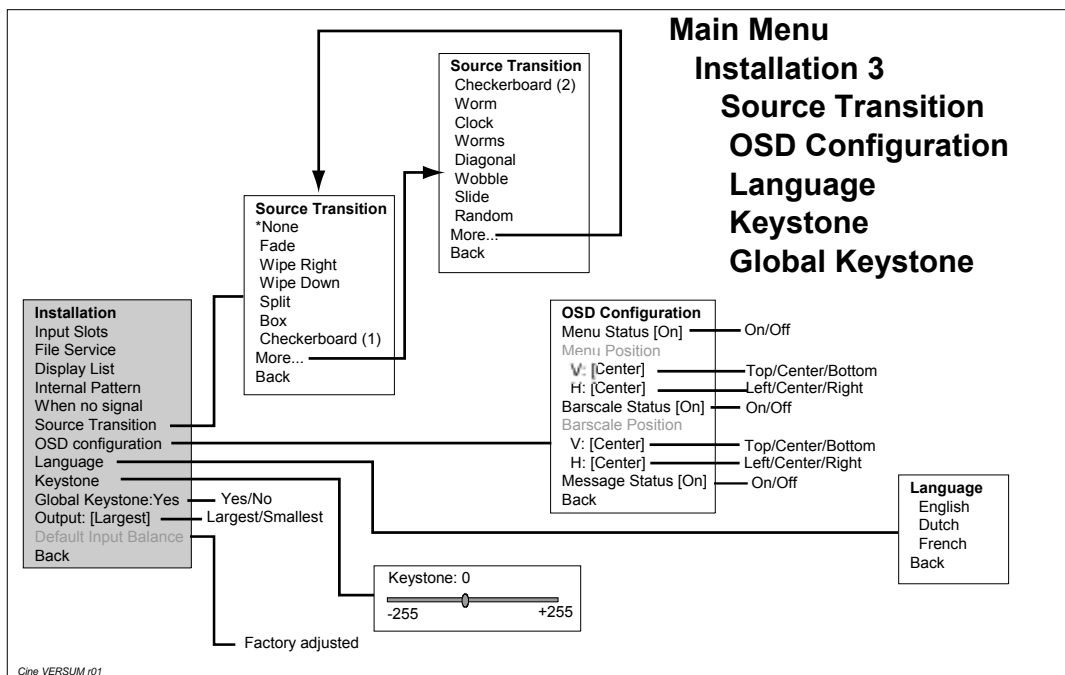 Main Menu
Installation 3
Source Transition
OSD Configuration
Language
Keystone
Global Keystone
Source Transition
Checkerboard (2)
Worm
Clock
Worms
Diagonal
Wobble
Slide
Random
More...
Back
Source Transition
*None
Fade
Wipe Right
Wipe Down
Split
Box
Checkerboard (1)
More...
Back
Installation
Input Slots
File Service
Display List
Internal Pattern
When no signal
Source Transition
OSD configuration
Language
Keystone
Global Keystone:Yes
Yes/No
Output: [Largest]
Largest/Smallest
Default Input Balance
Back
Factory adjusted
OSD Configuration
Menu Status [On]
On/Off
Menu Position
V: [Center]
Top/Center/Bottom
H: [Center]
Left/Center/Right
Barscale Status [On]
On/Off
Barscale Position
V: [Center]
Top/Center/Bottom
H: [Center]
Left/Center/Right
Message Status [On]
On/Off
Back
Language
English
Dutch
French
Back
Keystone: 0
-255 +255
Cine VERSUM r01